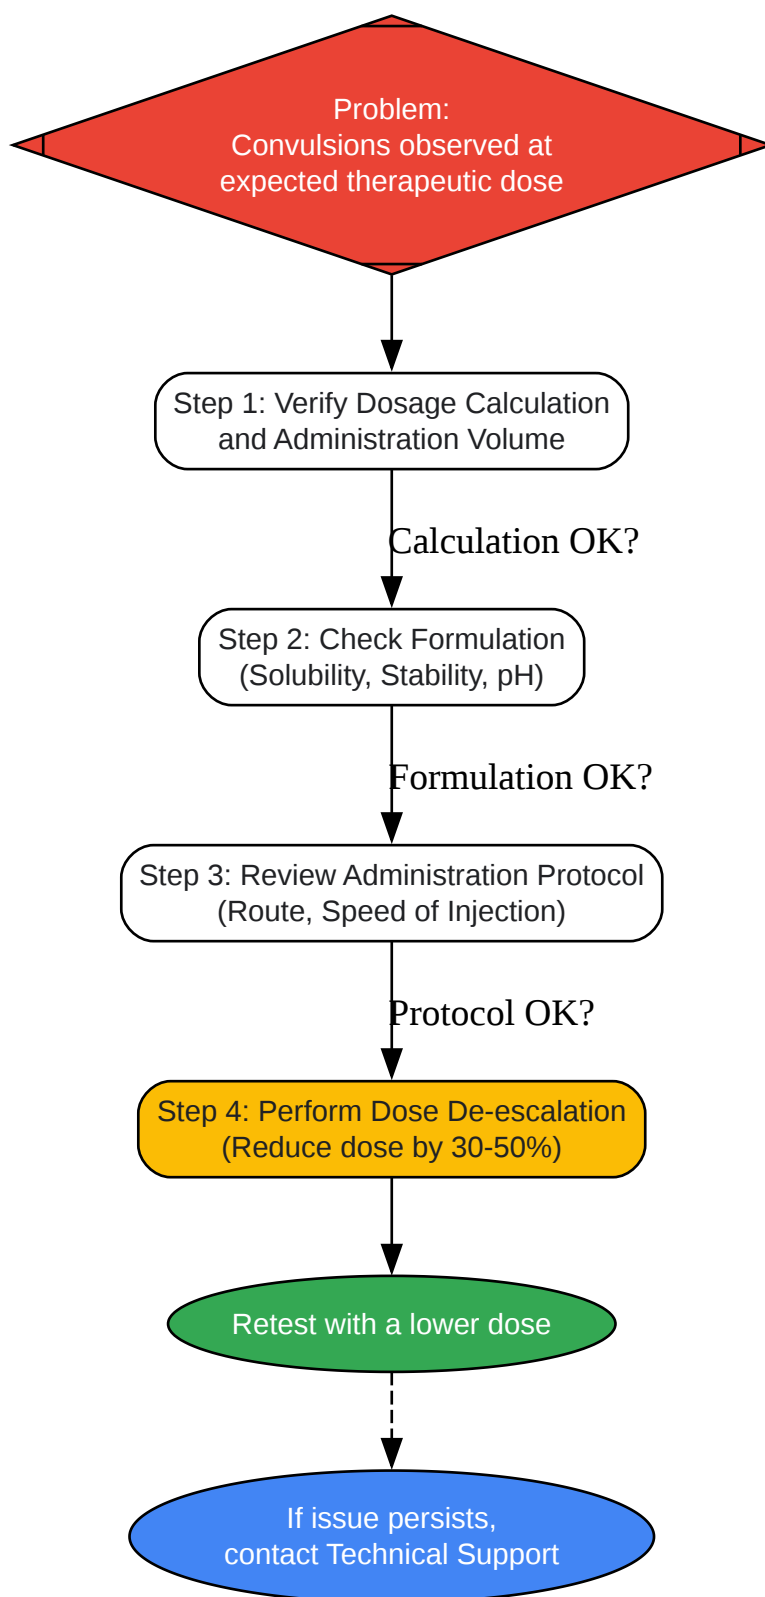 Problem:
Convulsions observed at
expected therapeutic dose
Step 1: Verify Dosage Calculation
and Administration Volume
Calculation OK?
Step 2: Check Formulation
(Solubility, Stability, pH)
Formulation OK?
Step 3: Review Administration Protocol
(Route, Speed of Injection)
Protocol OK?
Step 4: Perform Dose De-escalation
(Reduce dose by 30-50%)
Retest with a lower dose
If issue persists,
contact Technical Support